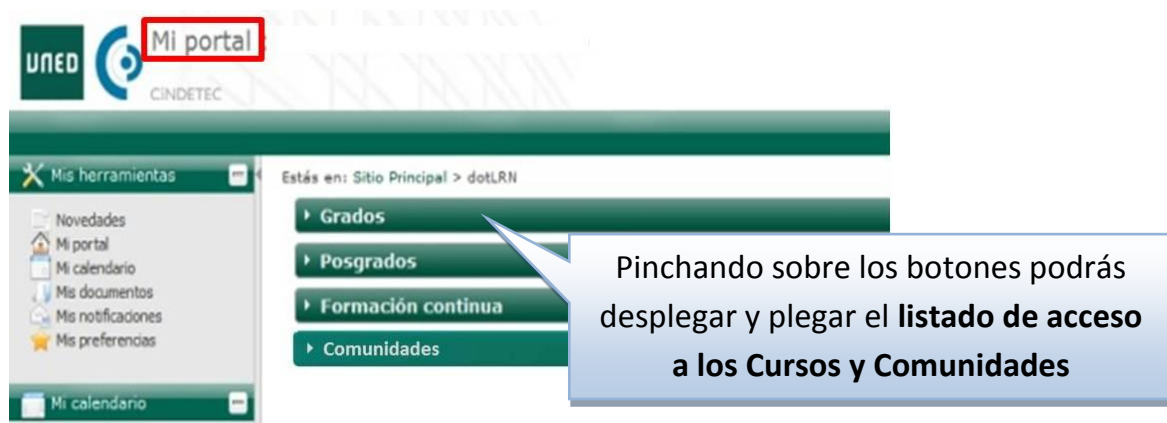 Mi portal
UNED
CiNDETEC
Mis herramientas
Estás en: Sitio Principal > dotLRN
Novedades
Mi portal
Mi calendario
Mis documentos
Mis notificaciones
Mis preferencias
Mi calendario
Grados
Posgrados
Formación continua
Comunidades
Pinchando sobre los botones podrás
desplegar y plegar el listado de acceso
a los Cursos y Comunidades